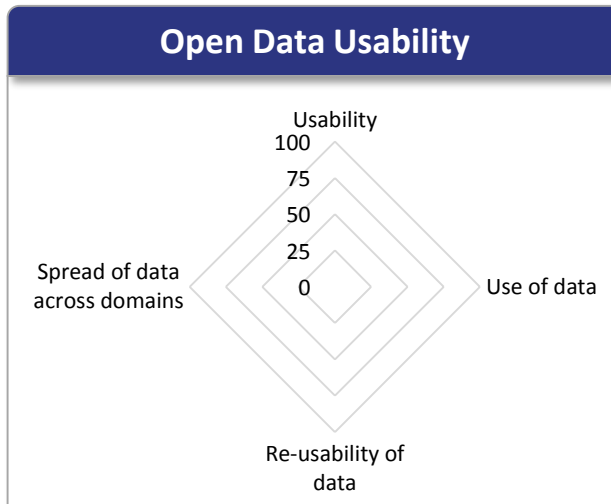 Open Data Usability
Usability
100
75
50
25
0
Spread of data
across domains
Use of data
Re-usability of
data